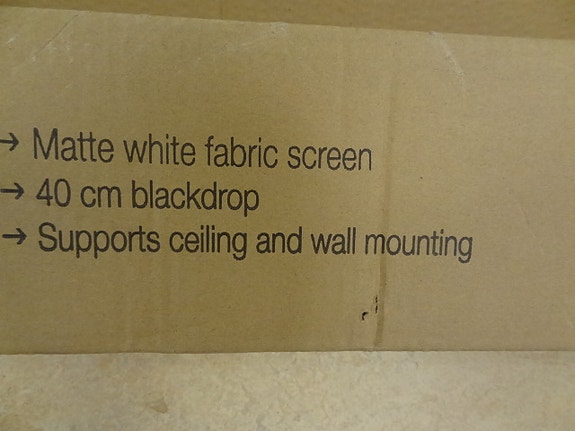 → Matte white fabric screen
→ 40 cm blackdrop
→ Supports ceiling and wall mounting